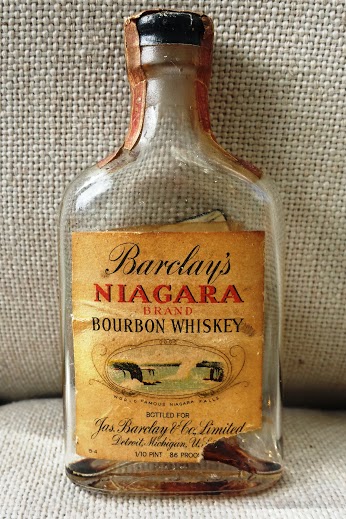 Barclay's
NIAGARA
BRAND
BOURBON WHISKEY
WORLD FAMOUS NIAGARA FALLS
BOTTLED FOR
Jas. Barclay & Co. Limited
Detroit, Michigan, U.
84
1/10 PINT 86 PROOF